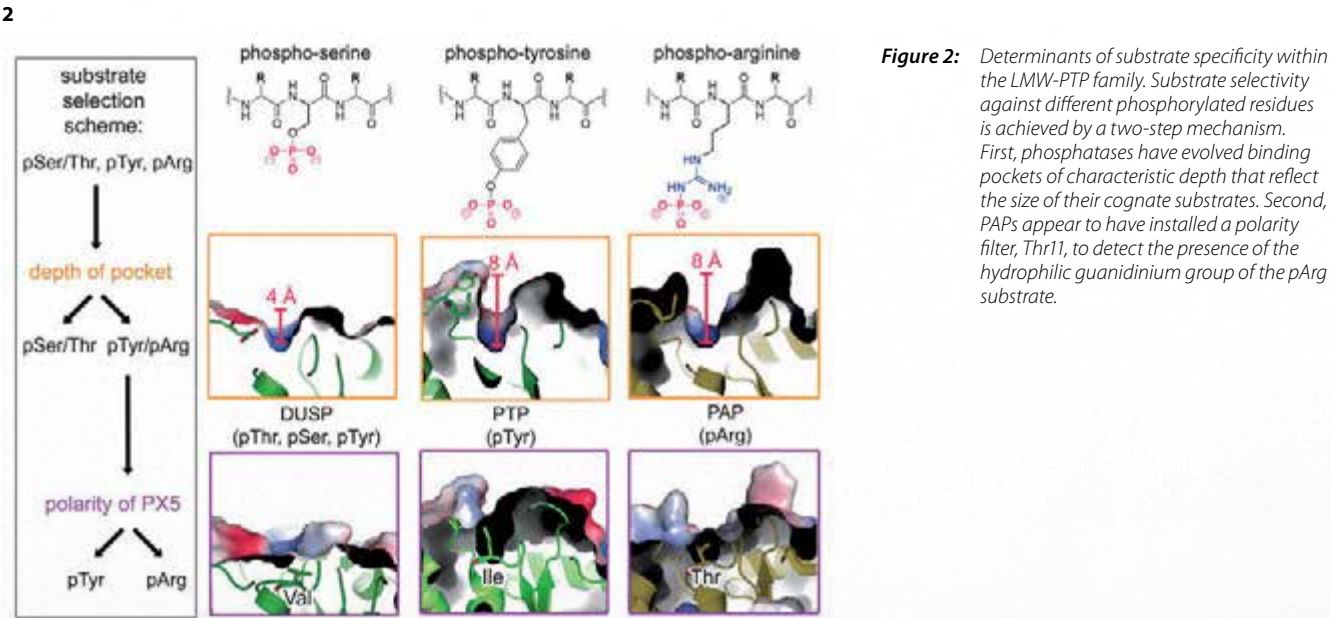 2
substrate
selection
scheme:
pSer/Thr, pTyr, pArg
depth of pocket
pSer/Thr pTyr/pArg
polarity of PX5
pTyr pArg
phospho-serine
phospho-tyrosine
phospho-arginine
R H N O R
N H O N H O
O
O P O
O
R H N O R
N H O N H O
O
O P O
O
R H N O R
N H O N H O
HN
HN NH2
O P O
O
4 Å
8 Å
8 Å
DUSP
(pThr, pSer, pTyr)
PTP
(pTyr)
PAP
(pArg)
Val
Ile
Thr
Figure 2: Determinants of substrate specificity within
the LMW-PTP family. Substrate selectivity
against different phosphorylated residues
is achieved by a two-step mechanism.
First, phosphatases have evolved binding
pockets of characteristic depth that reflect
the size of their cognate substrates. Second,
PAPs appear to have installed a polarity
filter, Thr11, to detect the presence of the
hydrophilic guanidinium group of the pArg
substrate.